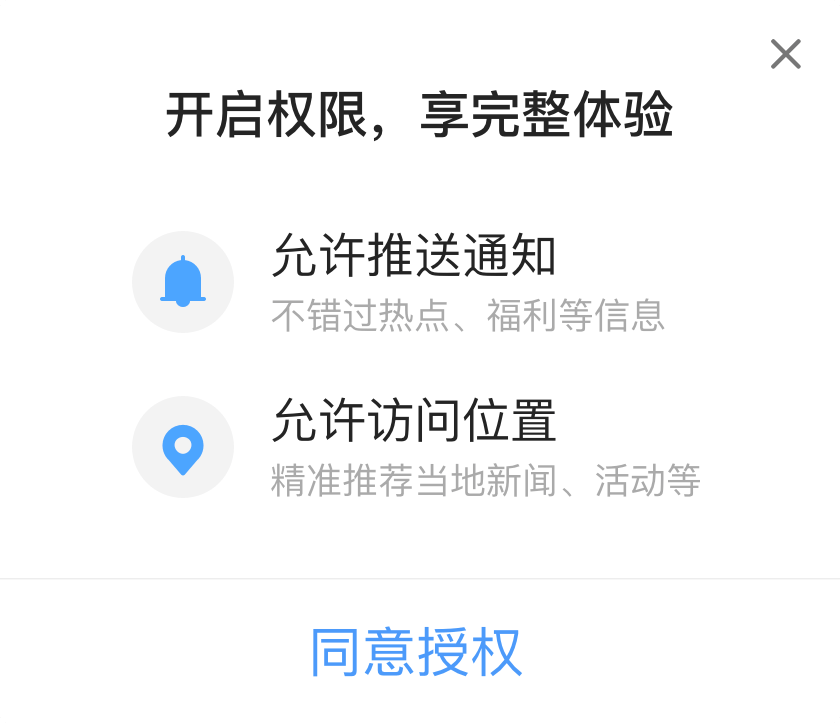 开启权限，享完整体验
允许推送通知
不错过热点、福利等信息
允许访问位置
精准推荐当地新闻、活动等
同意授权